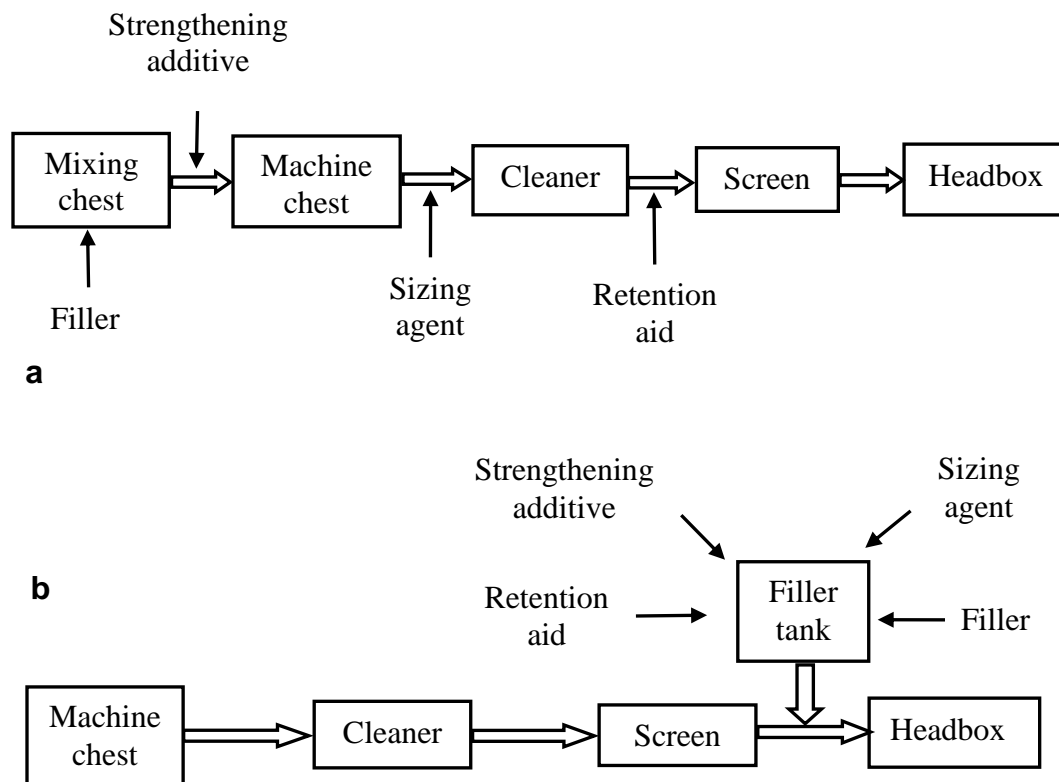 Strengthening
additive
Mixing
chest
Machine
chest
Cleaner
Screen
Headbox
Filler
Sizing
agent
Retention
aid
a
Strengthening
additive
Sizing
agent
b
Retention
aid
Filler
tank
Filler
Machine
chest
Cleaner
Screen
Headbox